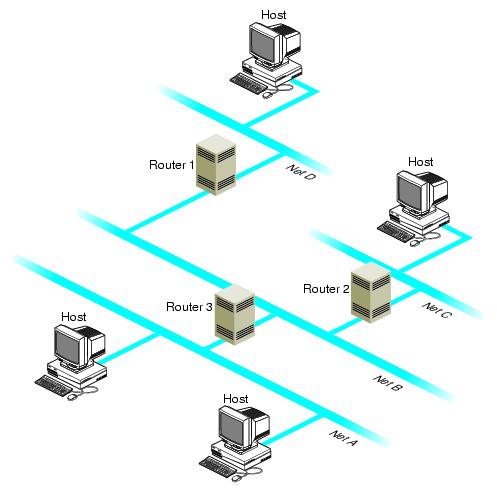 Host
Router 1
Net D
Host
Router 2
Net C
Router 3
Host
Net B
Host
Net A